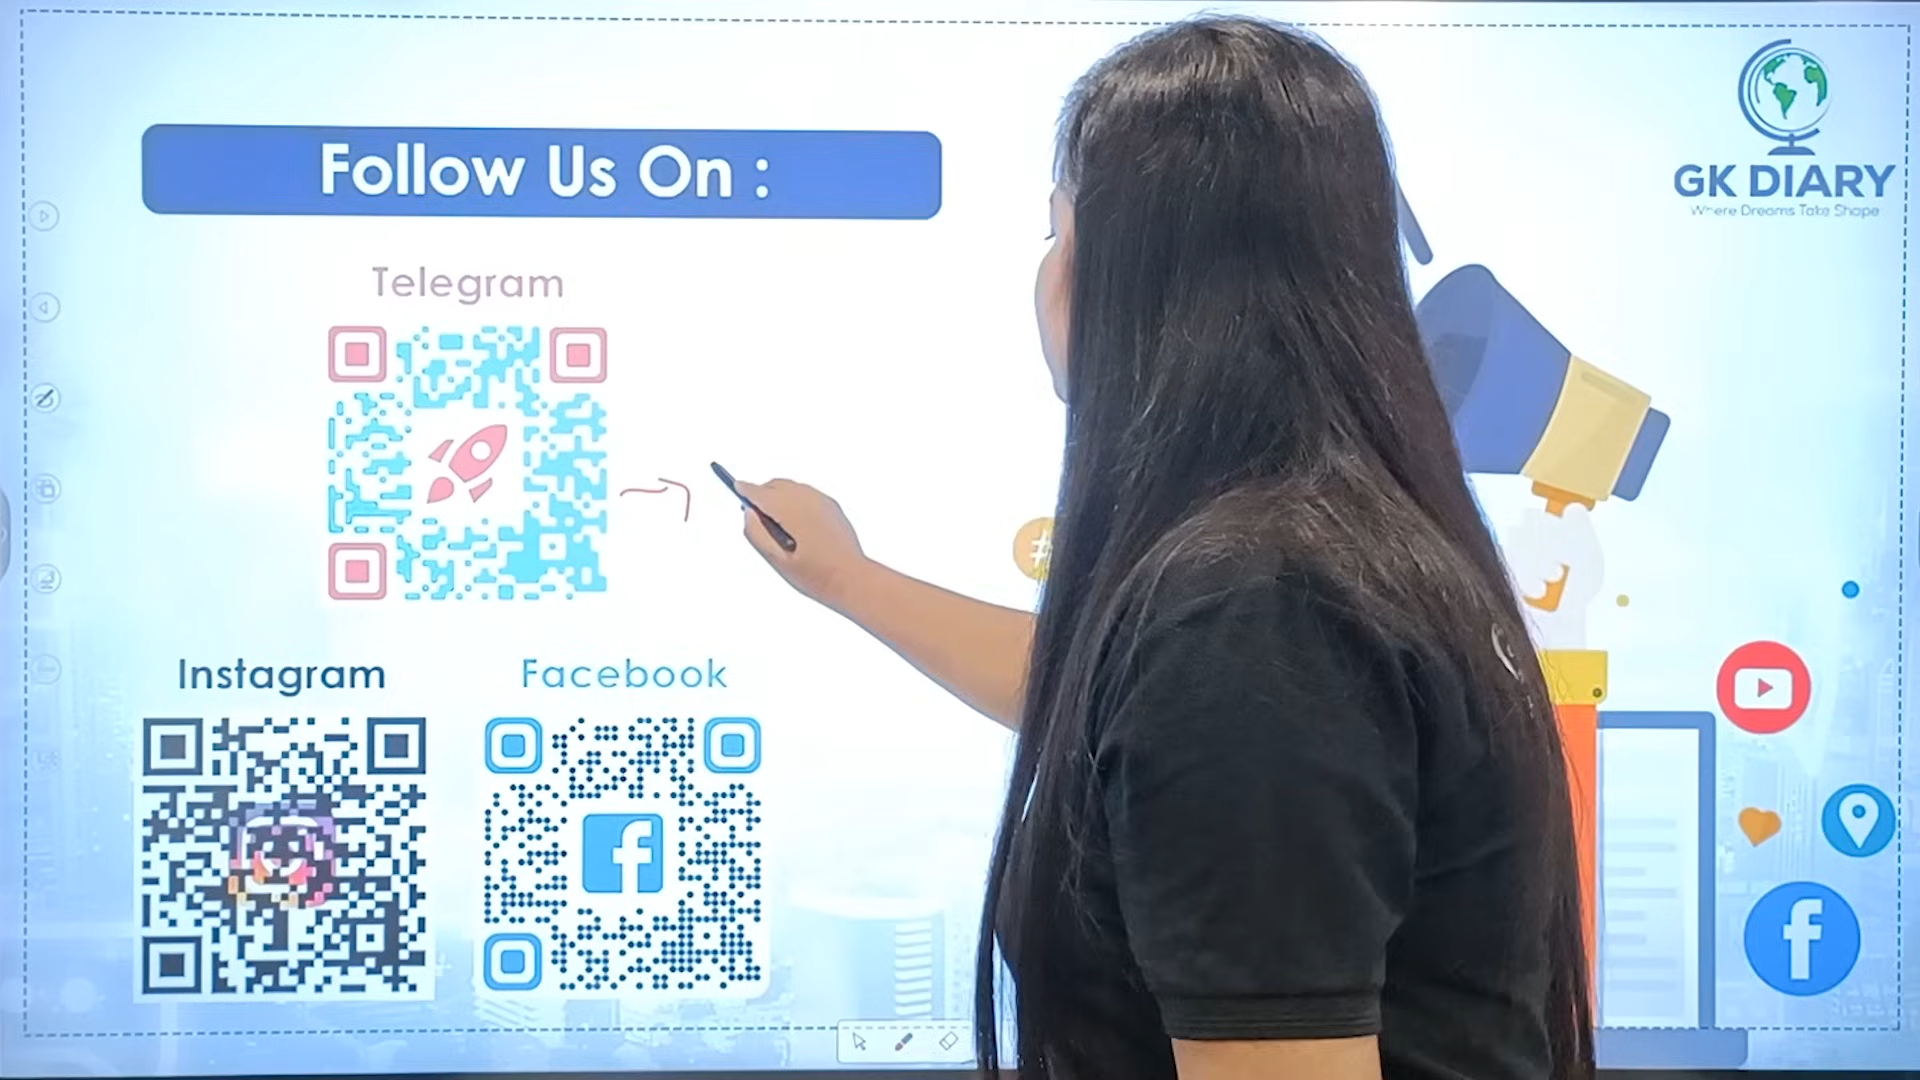 Follow Us On :
GK DIARY
Where Dreams Take Shape
Telegram
Instagram
Facebook
#